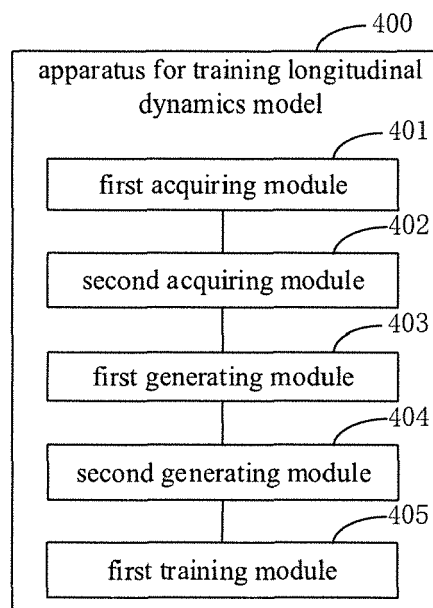 400
apparatus for training longitudinal
dynamics model
401
first acquiring module
402
second acquiring module
403
first generating module
404
second generating module
405
first training module